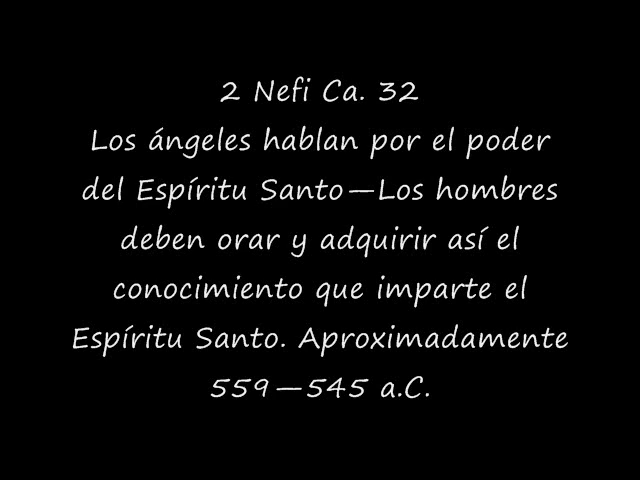 2 Nefi Ca. 32
Los ángeles hablan por el poder
del Espíritu Santo—Los hombres
deben orar y adquirir así el
conocimiento que imparte el
Espíritu Santo. Aproximadamente
559—545 a.C.